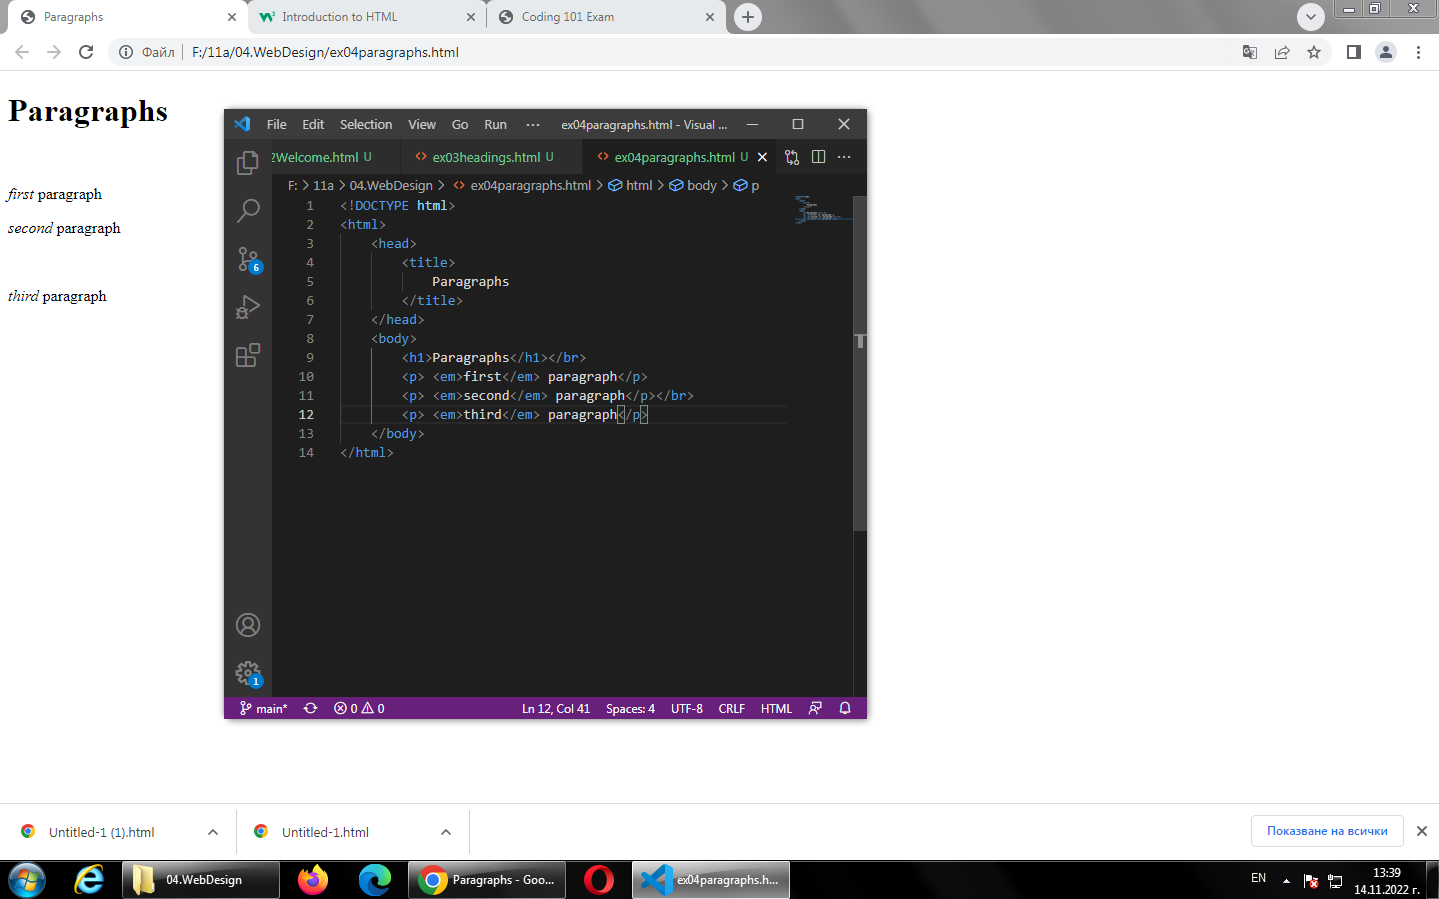 Paragraphs
Introduction to HTML
Coding 101 Exam
Файл
F:/11a/04.WebDesign/ex04paragraphs.html
Paragraphs
first paragraph
second paragraph
third paragraph
File Edit Selection View Go Run ··· ex04paragraphs.html - Visual ...
2Welcome.html U
ex03headings.html U
ex04paragraphs.html U
F: > 11a > 04.WebDesign > ex04paragraphs.html > html > body > p
1 <!DOCTYPE html>
2 <html>
3 <head>
4 <title>
5 Paragraphs
6 </title>
7 </head>
8 <body>
9 <h1>Paragraphs</h1></br>
10 <p> <em>first</em> paragraph</p>
11 <p> <em>second</em> paragraph</p></br>
12 <p> <em>third</em> paragraph</p>
13 </body>
14 </html>
6
1
main* 0 0 Ln 12, Col 41 Spaces: 4 UTF-8 CRLF HTML
Untitled-1 (1).html
Untitled-1.html
Показване на всички
04.WebDesign
Paragraphs - Goo...
ex04paragraphs.h...
EN
13:39
14.11.2022 г.